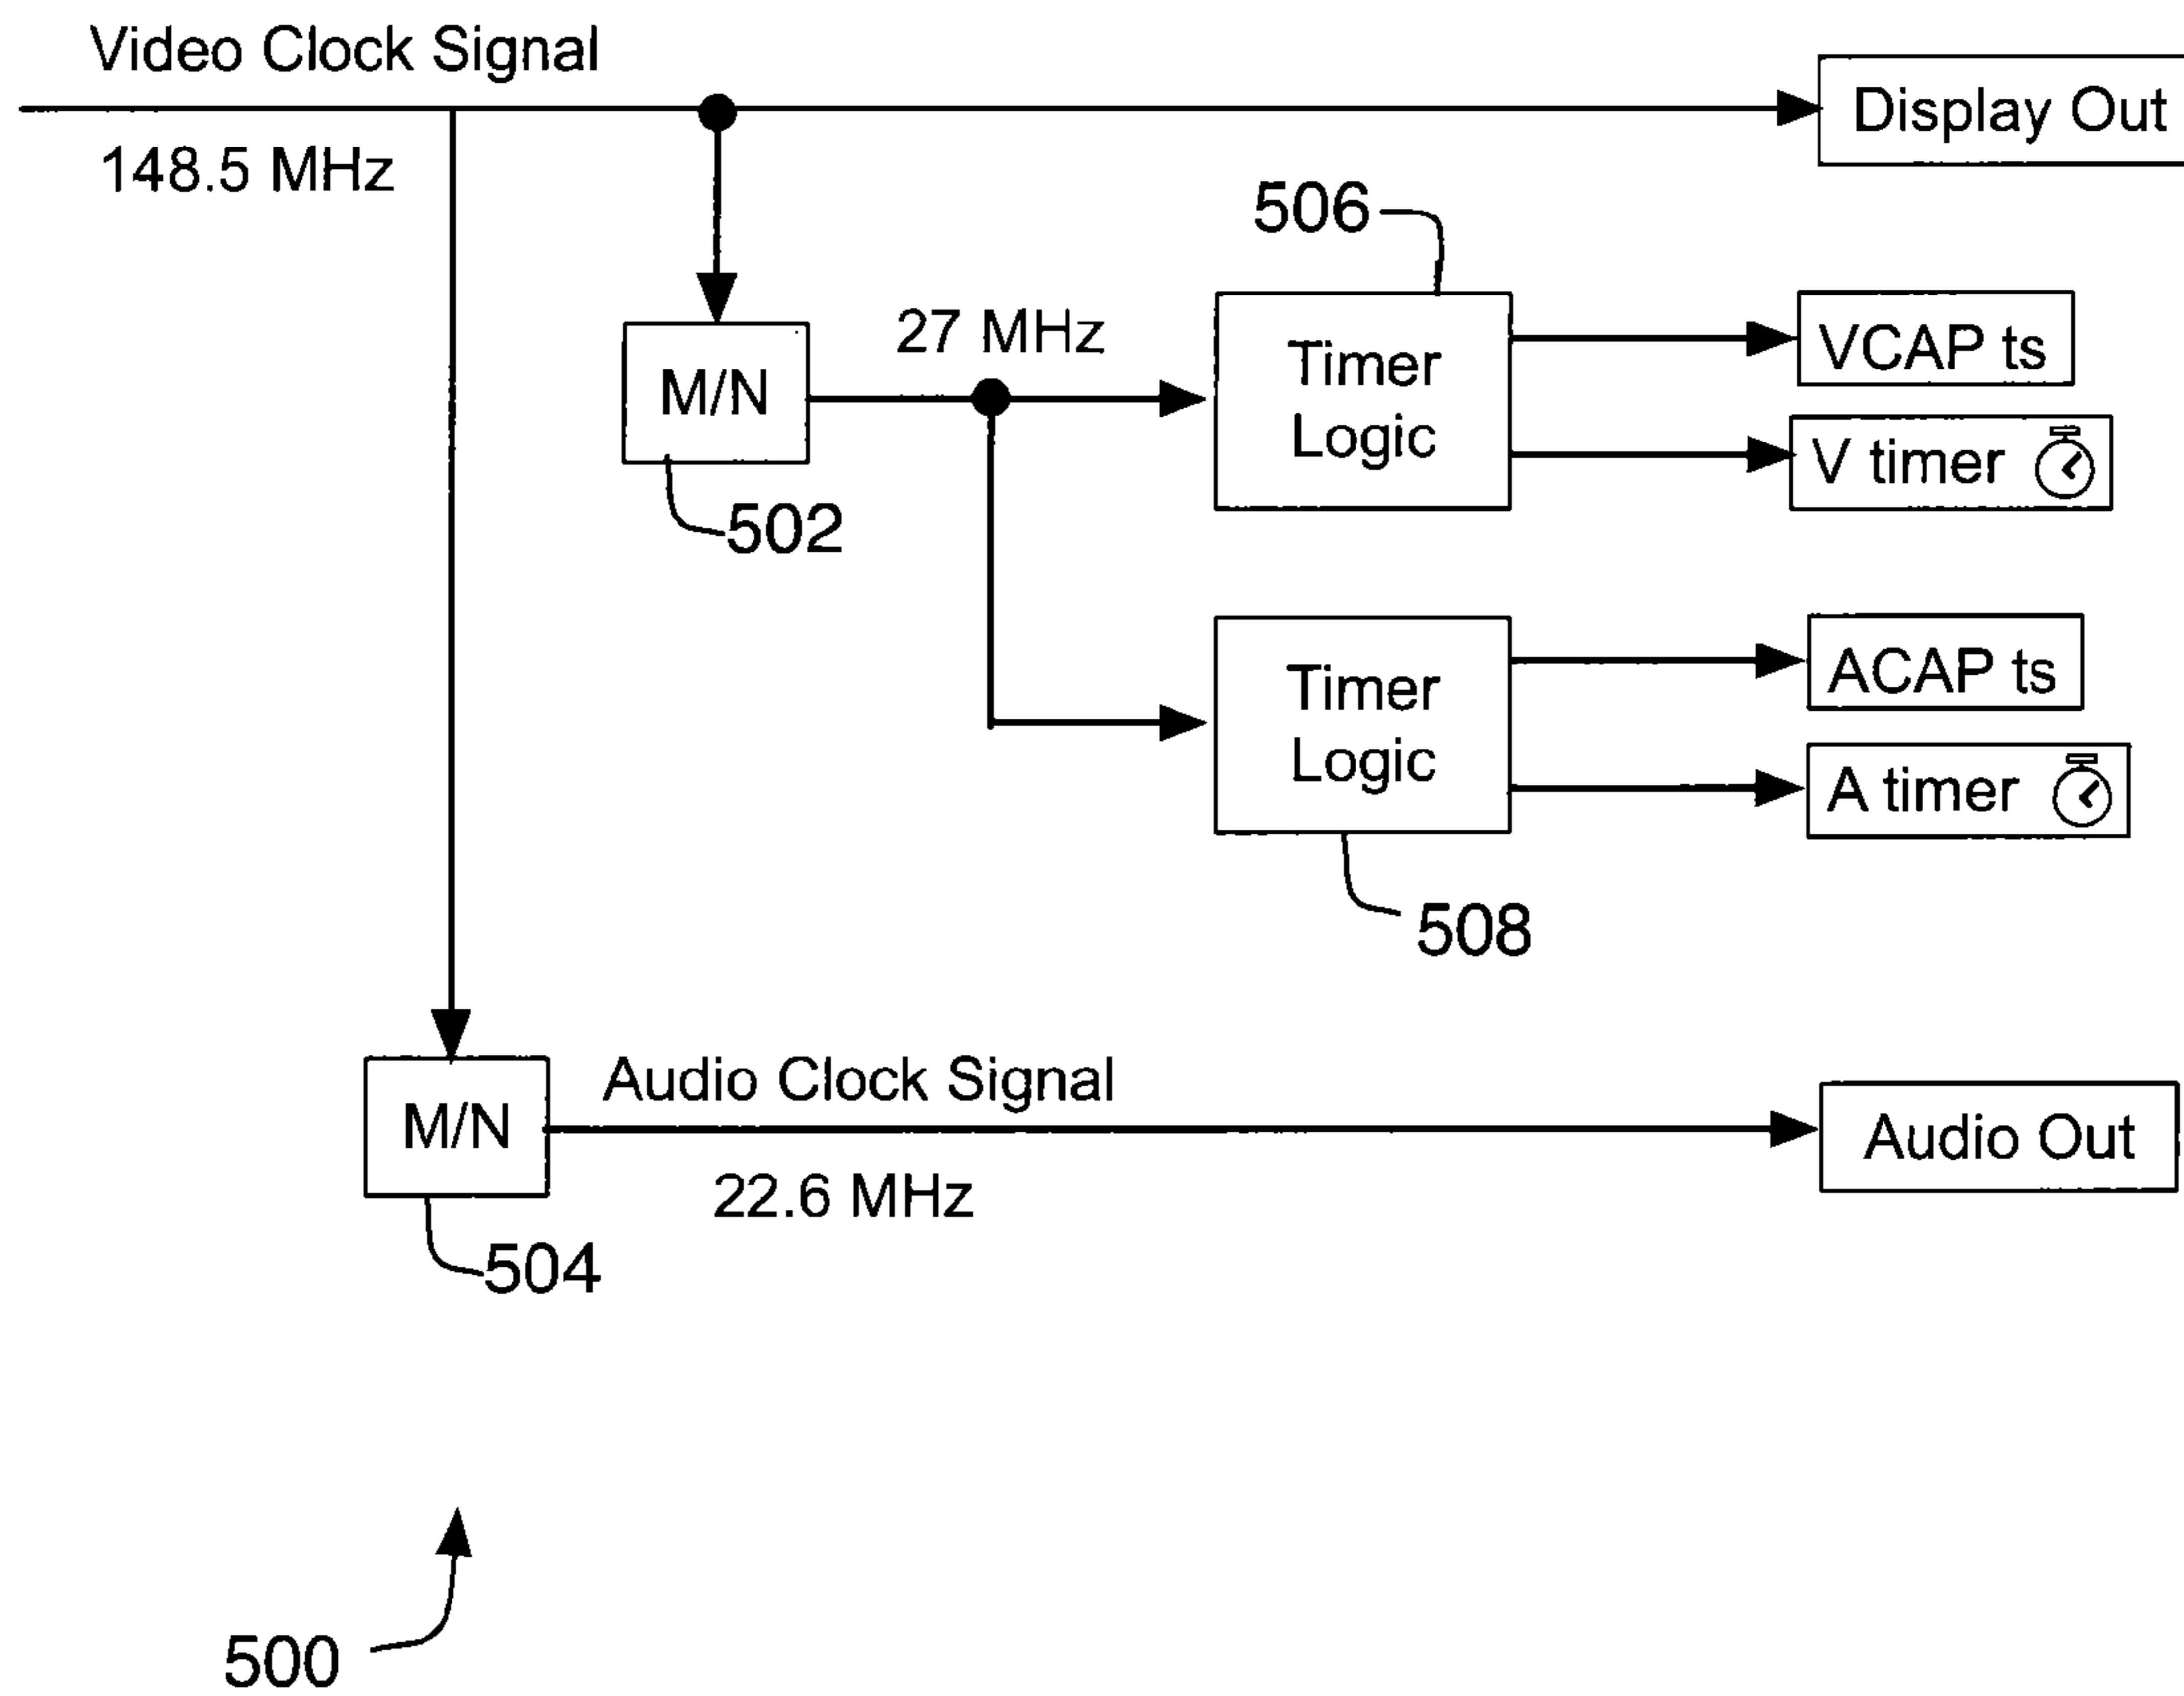 Video Clock Signal
148.5 MHz
Display Out
506
27 MHz
M/N
502
Timer
Logic
VCAP ts
V timer
Timer
Logic
ACAP ts
A timer
508
M/N
Audio Clock Signal
22.6 MHz
Audio Out
504
500